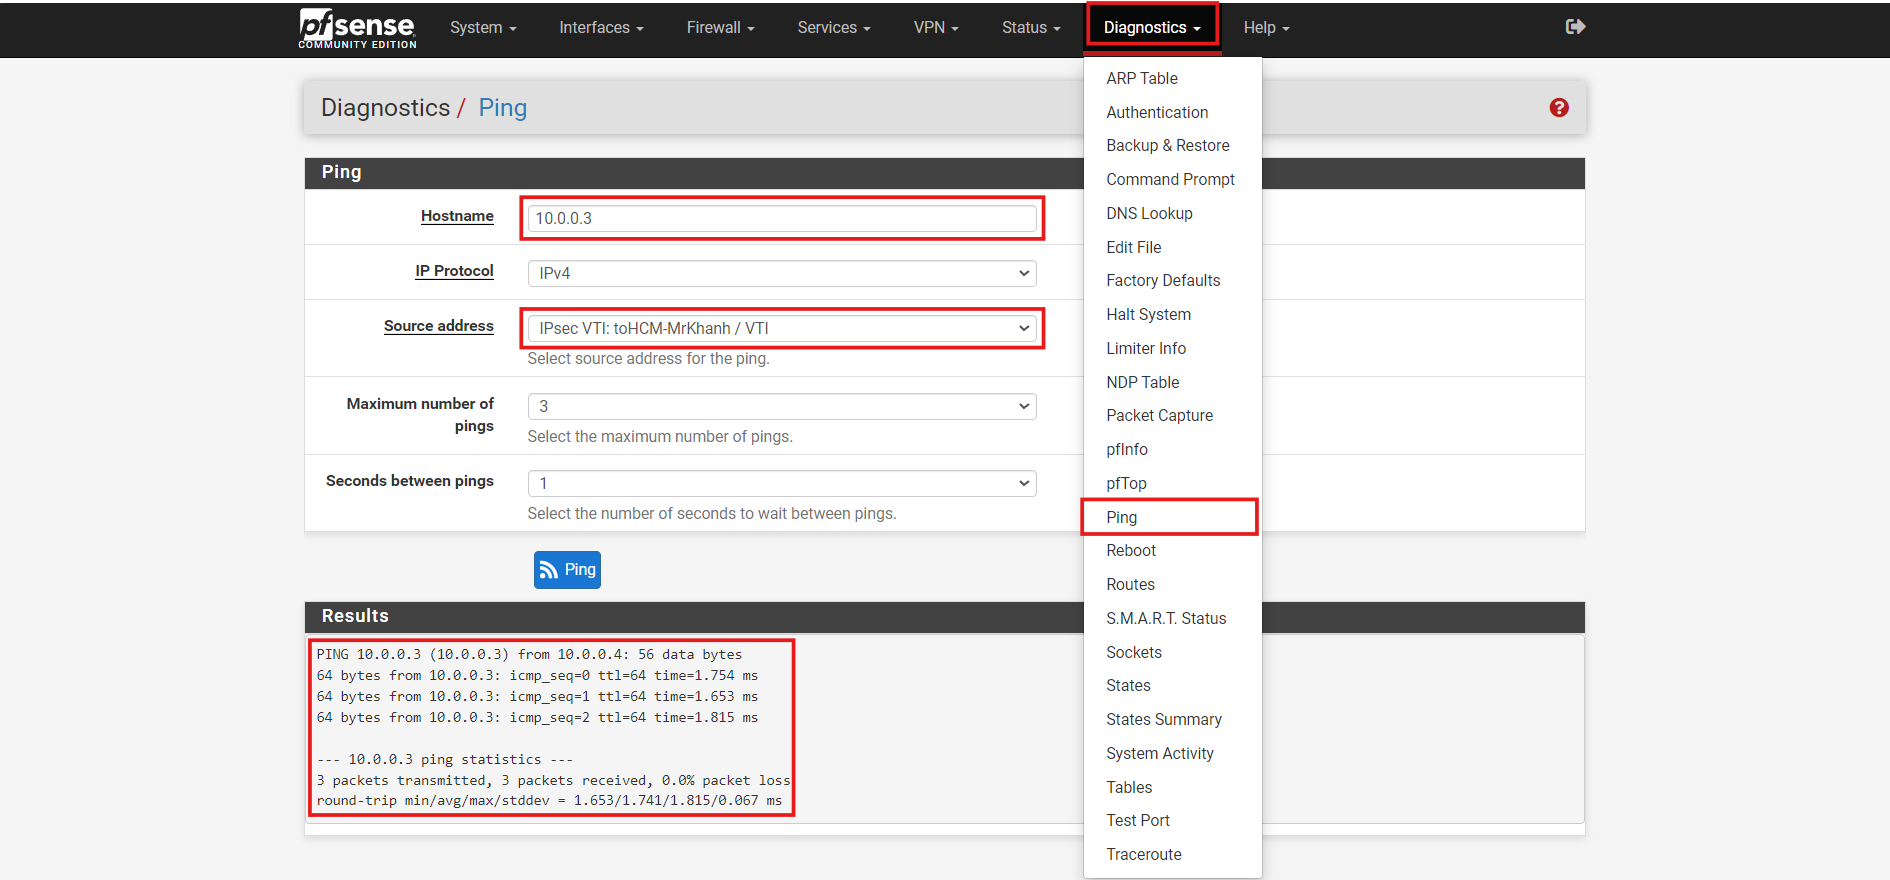 pfsense
COMMUNITY EDITION
System
Interfaces
Firewall
Services
VPN
Status
Diagnostics
Help
Diagnostics / Ping
Ping
Hostname
10.0.0.3
IP Protocol
IPv4
Source address
IPsec VTI: toHCM-MrKhanh / VTI
Select source address for the ping.
Maximum number of
pings
3
Select the maximum number of pings.
Seconds between pings
1
Select the number of seconds to wait between pings.
Ping
Results
PING 10.0.0.3 (10.0.0.3) from 10.0.0.4: 56 data bytes
64 bytes from 10.0.0.3: icmp_seq=0 ttl=64 time=1.754 ms
64 bytes from 10.0.0.3: icmp_seq=1 ttl=64 time=1.653 ms
64 bytes from 10.0.0.3: icmp_seq=2 ttl=64 time=1.815 ms
--- 10.0.0.3 ping statistics ---
3 packets transmitted, 3 packets received, 0.0% packet loss
round-trip min/avg/max/stddev = 1.653/1.741/1.815/0.067 ms
ARP Table
Authentication
Backup & Restore
Command Prompt
DNS Lookup
Edit File
Factory Defaults
Halt System
Limiter Info
NDP Table
Packet Capture
pfInfo
pfTop
Ping
Reboot
Routes
S.M.A.R.T. Status
Sockets
States
States Summary
System Activity
Tables
Test Port
Traceroute